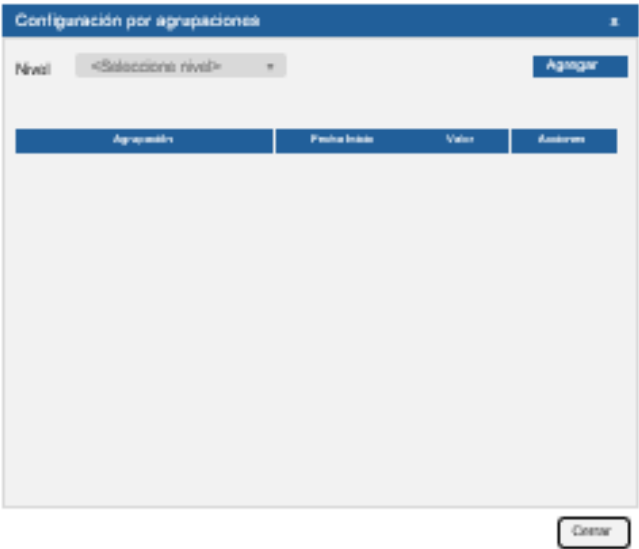 Configuración por agrupaciones x
Nivel <Seleccione nivel> Agregar
Agrupación Fecha Inicio Valor Acciones
Cerrar